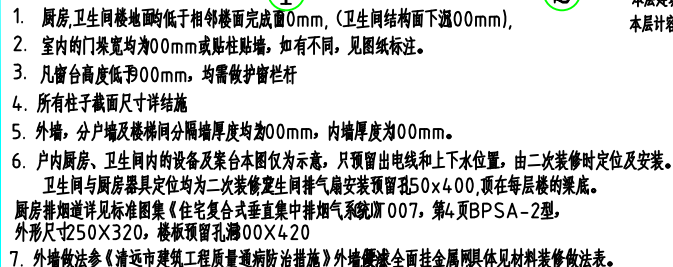 1. 厨房,卫生间楼地面均低于相邻楼面完成面0mm,(卫生间结构面下沉00mm),
本层计容
2. 室内的门垛宽均为00mm或贴柱贴墙,如有不同,见图纸标注。
3. 凡窗台高度低于900mm,均需做护窗栏杆
4. 所有柱子截面尺寸详结施
5. 外墙,分户墙及楼梯间分隔墙厚度均为00mm,内墙厚度为00mm。
6. 户内厨房、卫生间内的设备及案台本图仅为示意,只预留出电线和上下水位置,由二次装修时定位及安装。
卫生间与厨房器具定位均为二次装修定生间排气扇安装预留孔50x400,顶在每层楼的梁底。
厨房排烟道详见标准图集《住宅复合式垂直集中排烟气系统》007,第4页BPSA-2型,
外形尺寸250X320,楼板预留孔洞00X420
7. 外墙做法参《清远市建筑工程质量通病防治措施》外墙全面挂金属网具体见材料装修做法表。